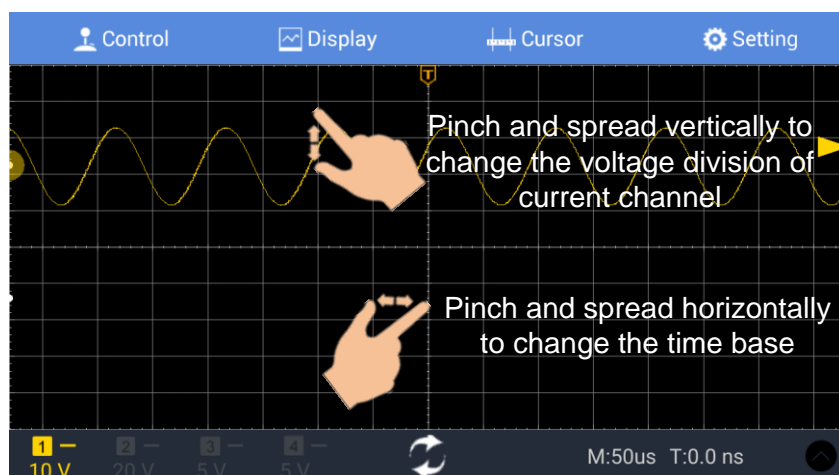 Control Display Cursor Setting
T
Pinch and spread vertically to
change the voltage division of
current channel
Pinch and spread horizontally
to change the time base
1 2 3 4
10 V 20 V 5 V 5 V
M:50us T:0.0 ns